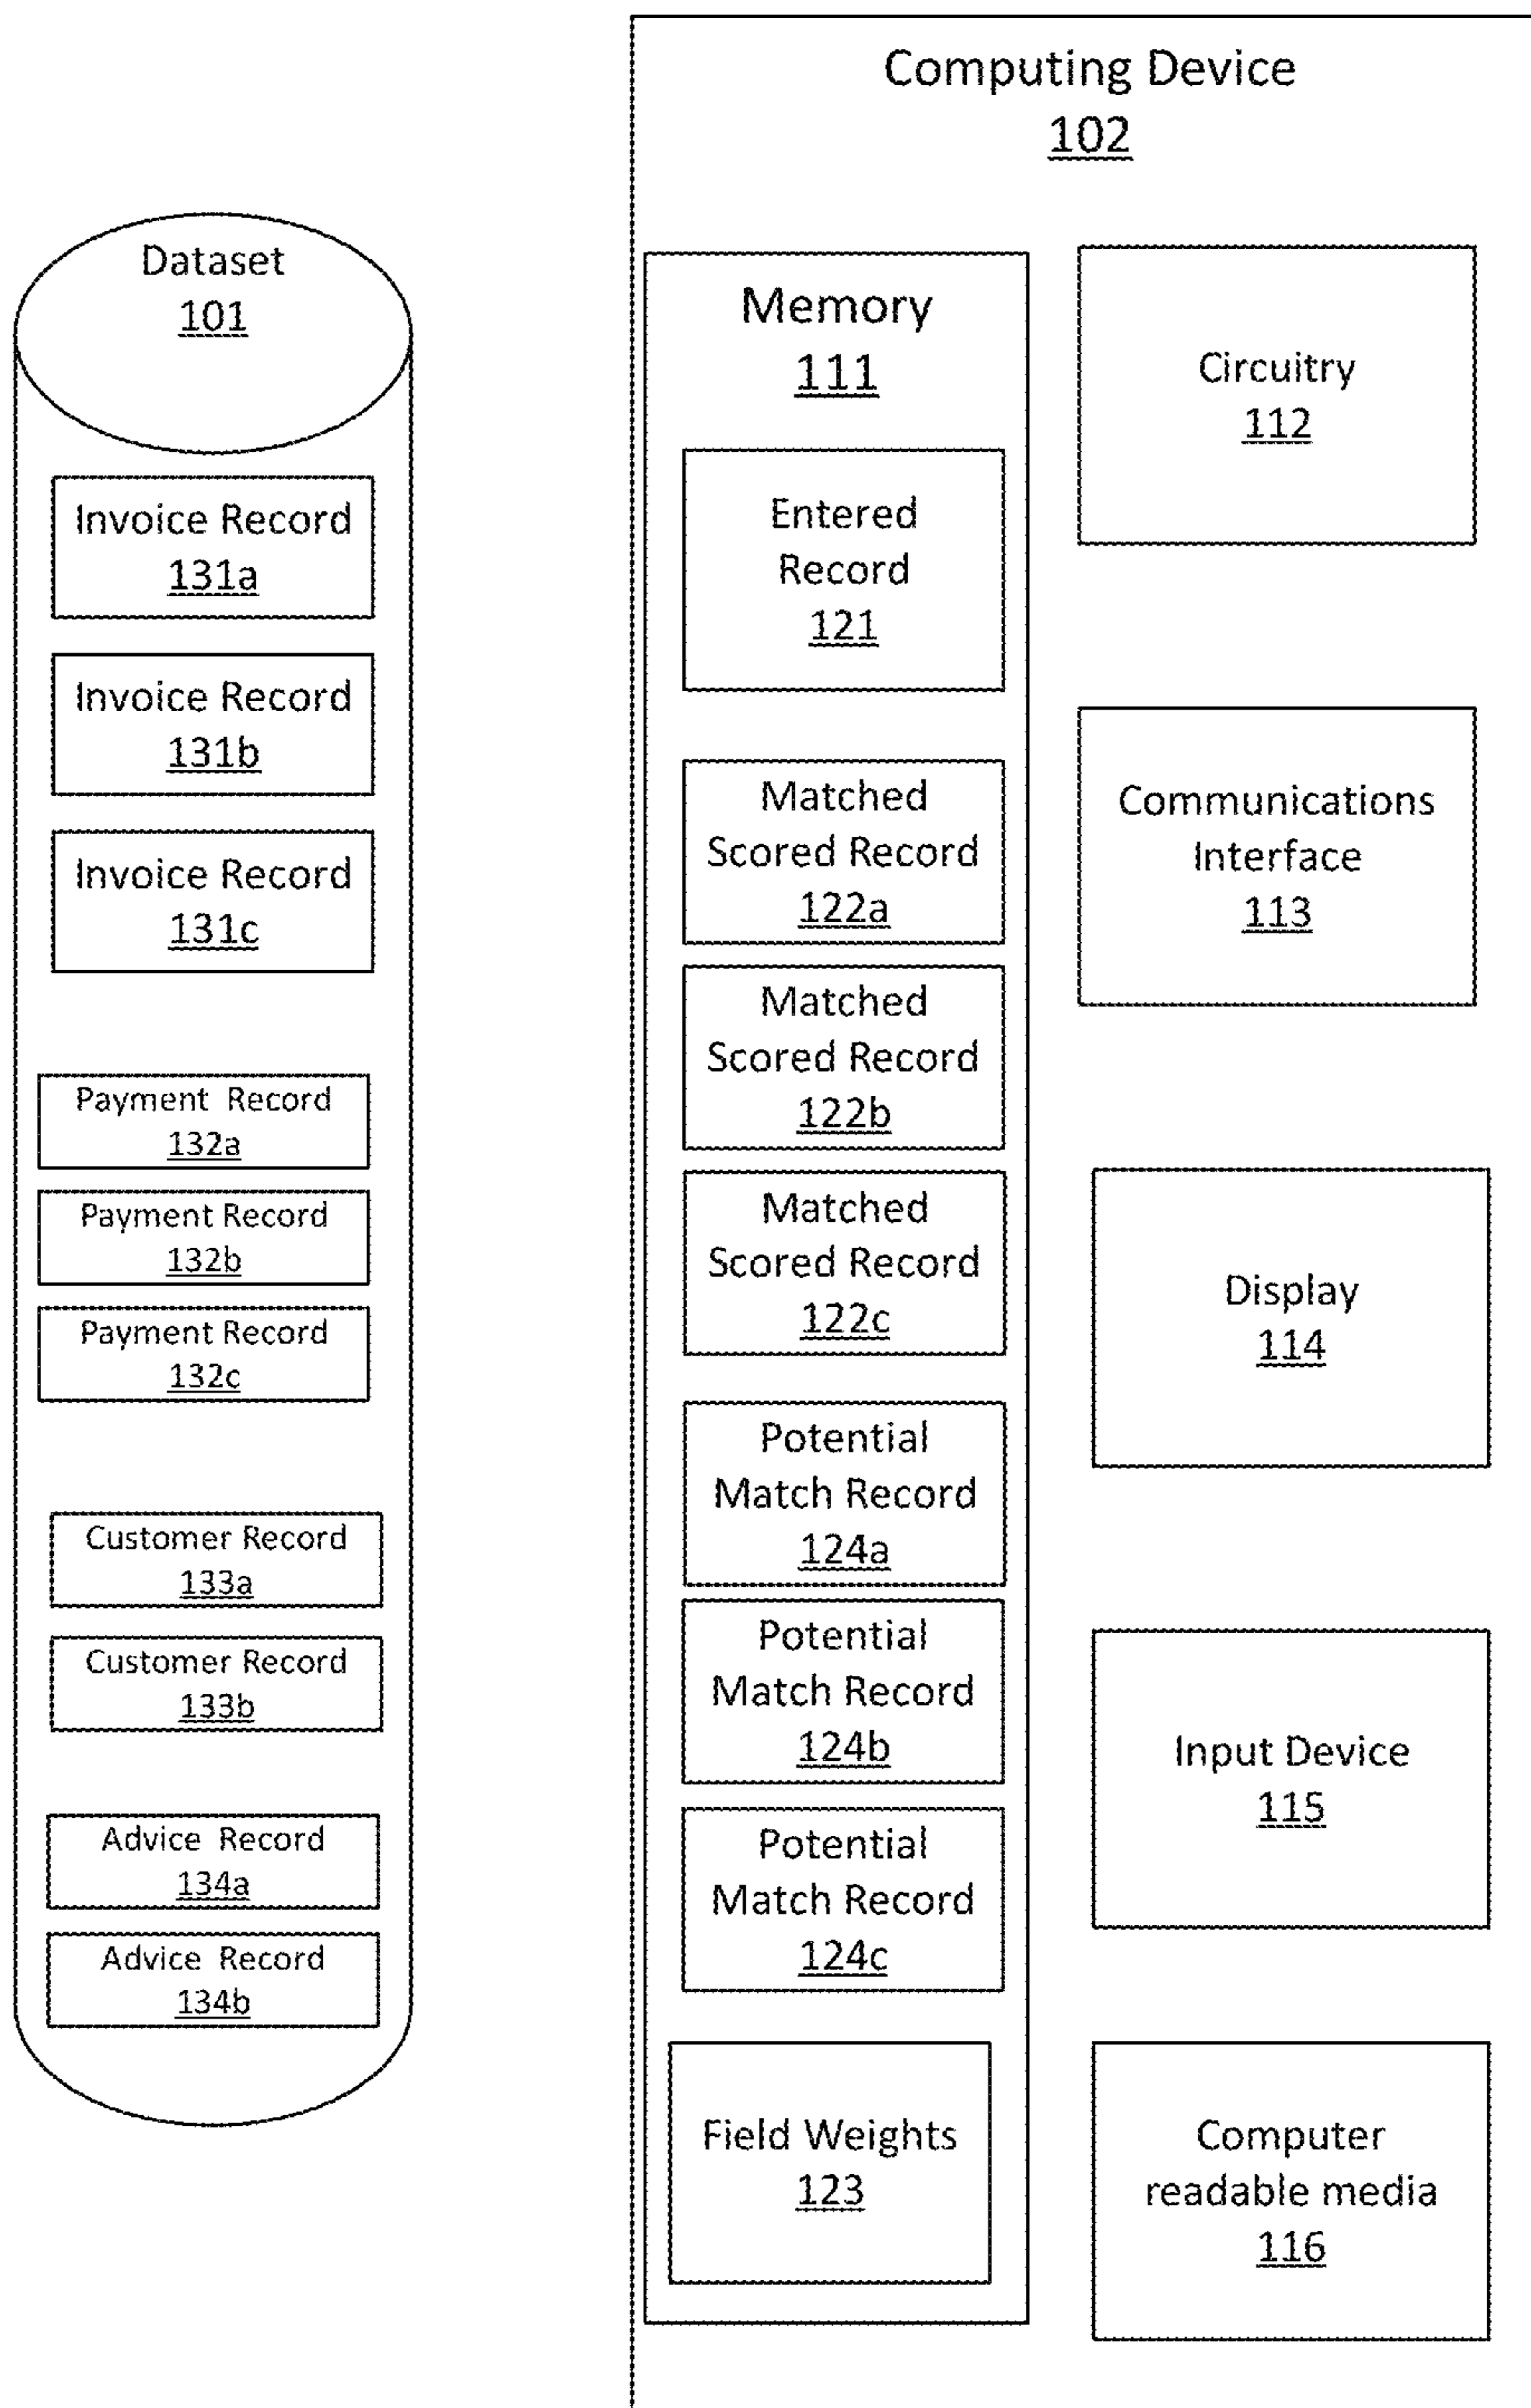 Dataset
101
Invoice Record
131a
Invoice Record
131b
Invoice Record
131c
Payment Record
132a
Payment Record
132b
Payment Record
132c
Customer Record
133a
Customer Record
133b
Advice Record
134a
Advice Record
134b
Computing Device
102
Memory
111
Entered
Record
121
Matched
Scored Record
122a
Matched
Scored Record
122b
Matched
Scored Record
122c
Potential
Match Record
124a
Potential
Match Record
124b
Potential
Match Record
124c
Field Weights
123
Circuitry
112
Communications
Interface
113
Display
114
Input Device
115
Computer
readable media
116